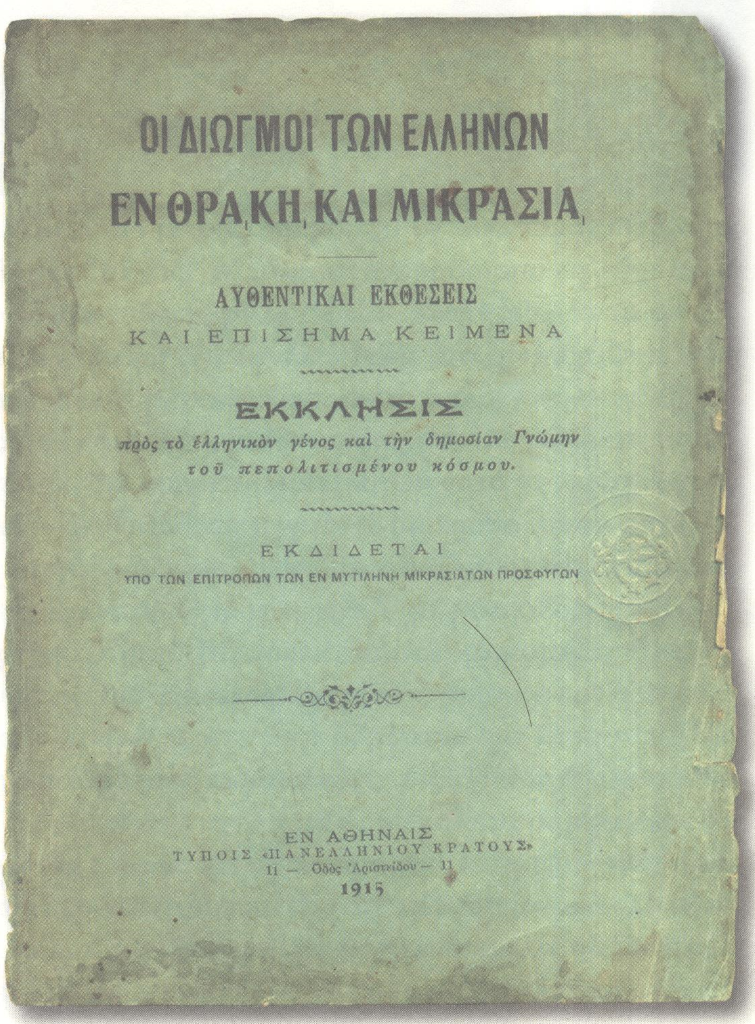 ΟΙ ΔΙΩΓΜΟΙ ΤΩΝ ΕΛΛΗΝΩΝ
ΕΝ ΘΡΑ͵ΚΗ͵ ΚΑΙ ΜΙΚΡΑΣΙΑ͵
ΑΥΘΕΝΤΙΚΑΙ ΕΚΘΕΣΕΙΣ
ΚΑΙ ΕΠΙΣΗΜΑ ΚΕΙΜΕΝΑ
ΕΚΚΛΗΣΙΣ
πρὸς τὸ ἑλληνικὸν γένος καὶ τὴν δημοσίαν Γνώμην
τοῦ πεπολιτισμένου κόσμου.
ΕΚΔΙΔΕΤΑΙ
ΥΠΟ ΤΩΝ ΕΠΙΤΡΟΠΩΝ ΤΩΝ ΕΝ ΜΥΤΙΛΗΝΗ ΜΙΚΡΑΣΙΑΤΩΝ ΠΡΟΣΦΥΓΩΝ
ΕΝ ΑΘΗΝΑΙΣ
ΤΥΠΟΙΣ «ΠΑΝΕΛΛΗΝΙΟΥ ΚΡΑΤΟΥΣ»
11 — Ὁδὸς Ἀριστείδου — 11
1915